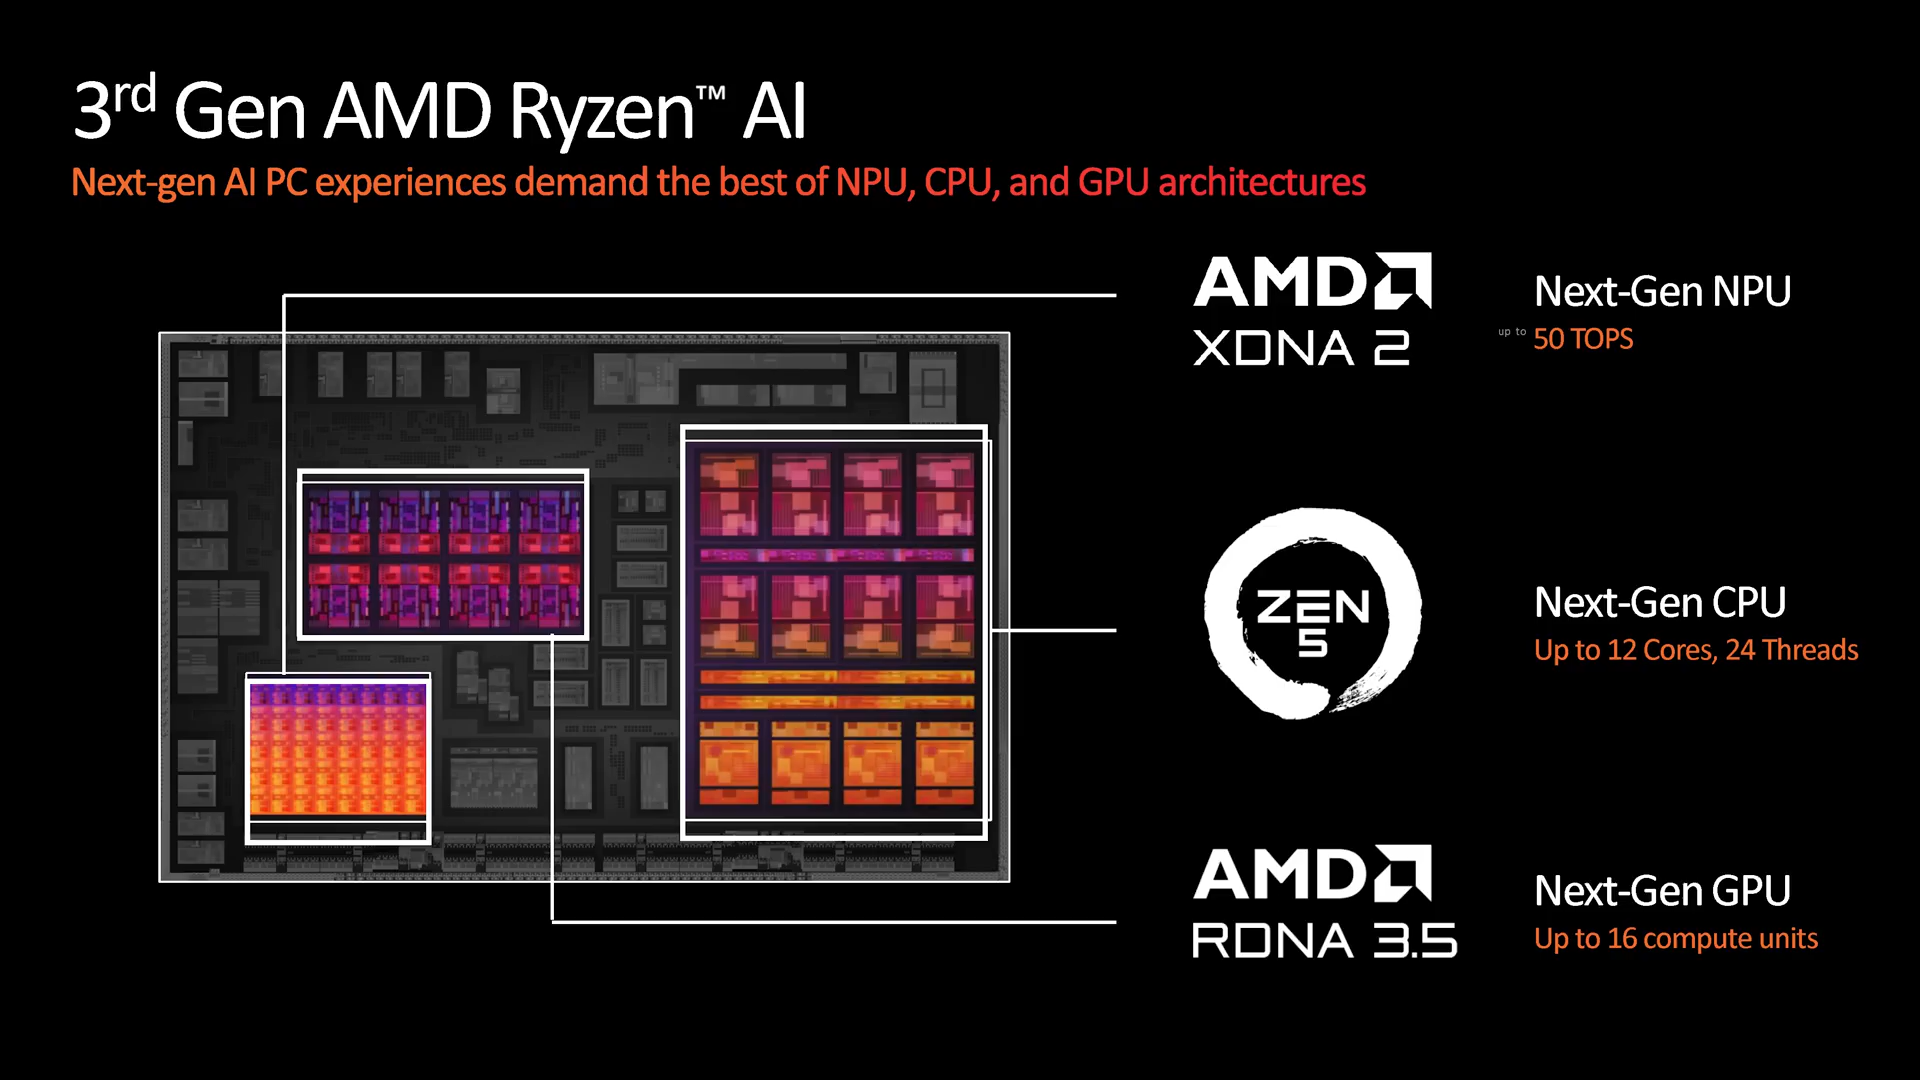 3rd Gen AMD Ryzen™ AI
Next-gen AI PC experiences demand the best of NPU, CPU, and GPU architectures
AMD
XDNA 2
Next-Gen NPU
up to 50 TOPS
ZEN
5
Next-Gen CPU
Up to 12 Cores, 24 Threads
AMD
RDNA 3.5
Next-Gen GPU
Up to 16 compute units